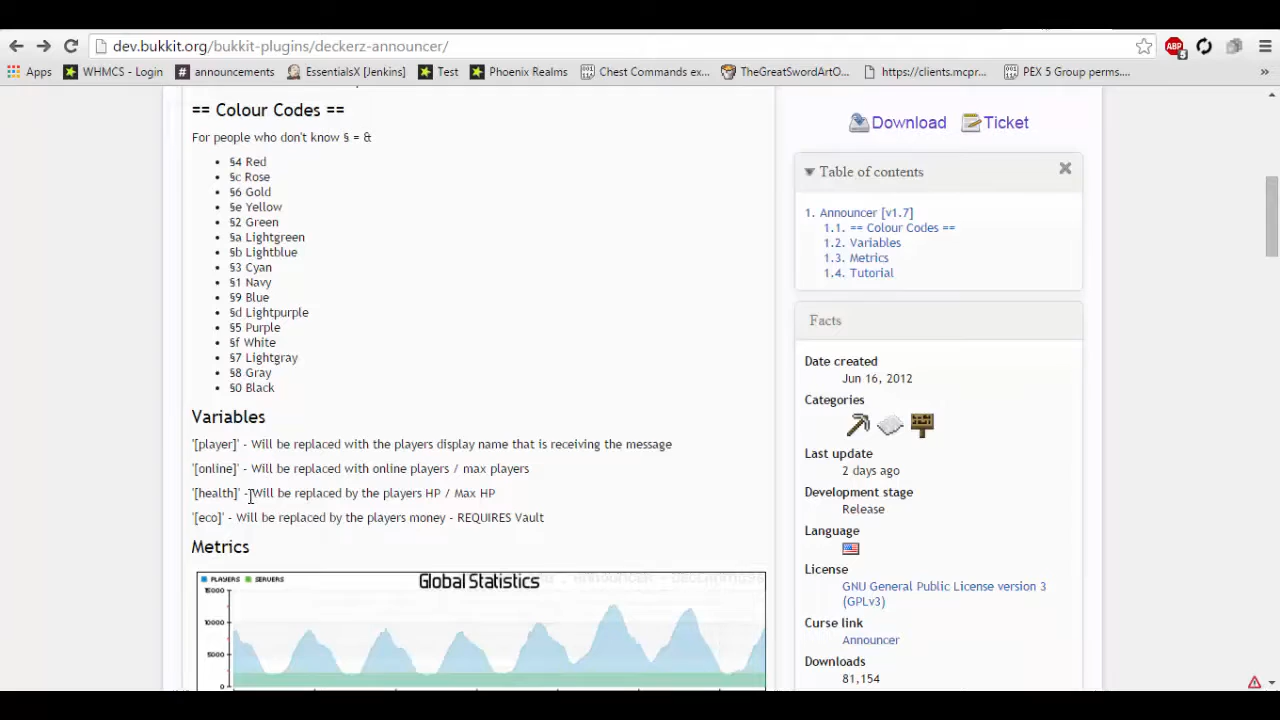 dev.bukkit.org/bukkit-plugins/deckerz-announcer/
ABP
5
Apps
WHMCS - Login
# announcements
EssentialsX [Jenkins]
Test
Phoenix Realms
Chest Commands ex...
TheGreatSwordArtO...
https://clients.mcpr...
PEX 5 Group perms....
»
== Colour Codes ==
For people who don't know § = &
• §4 Red
• §c Rose
• §6 Gold
• §e Yellow
• §2 Green
• §a Lightgreen
• §b Lightblue
• §3 Cyan
• §1 Navy
• §9 Blue
• §d Lightpurple
• §5 Purple
• §f White
• §7 Lightgray
• §8 Gray
• §0 Black
Variables
'[player]' - Will be replaced with the players display name that is receiving the message
'[online]' - Will be replaced with online players / max players
'[health]' - Will be replaced by the players HP / Max HP
'[eco]' - Will be replaced by the players money - REQUIRES Vault
Metrics
PLAYERS SERVERS
Global Statistics
15000
10000
5000
0
Download
Ticket
Table of contents
1. Announcer [v1.7]
1.1. == Colour Codes ==
1.2. Variables
1.3. Metrics
1.4. Tutorial
Facts
Date created
Jun 16, 2012
Categories
Last update
2 days ago
Development stage
Release
Language
License
GNU General Public License version 3
(GPLv3)
Curse link
Announcer
Downloads
81,154